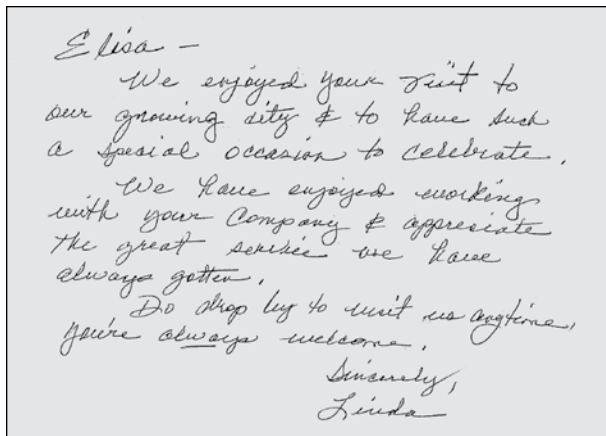 Elisa —
We enjoyed your visit to
our growing city & to have such
a special occasion to celebrate.
We have enjoyed working
with your Company & appreciate
the great service we have
always gotten.
Do drop by to visit us anytime,
you're always welcome.
Sincerely,
Linda